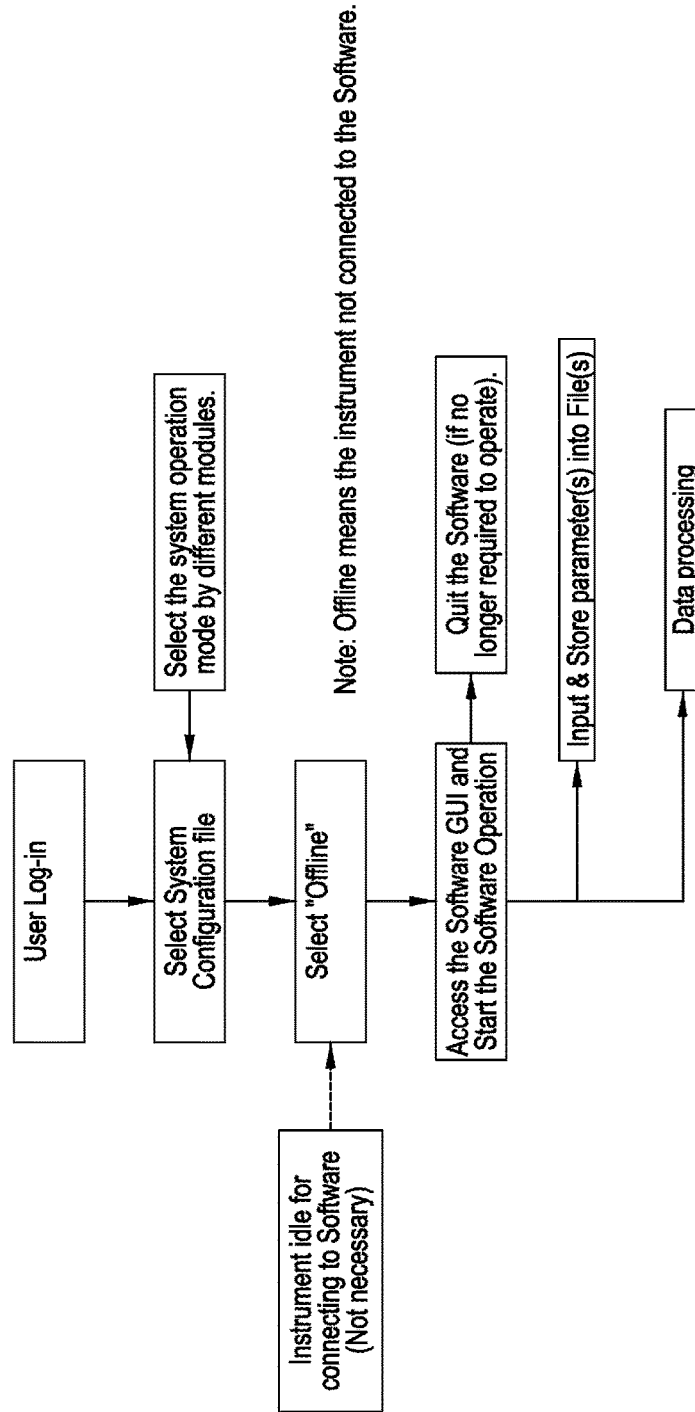 User Log-in
Select System
Configuration file
Select the system operation
mode by different modules.
Instrument idle for
connecting to Software
(Not necessary)
Select "Offline"
Note: Offline means the instrument not connected to the Software.
Access the Software GUI and
Start the Software Operation
Quit the Software (if no
longer required to operate).
Input & Store parameter(s) into File(s)
Data processing